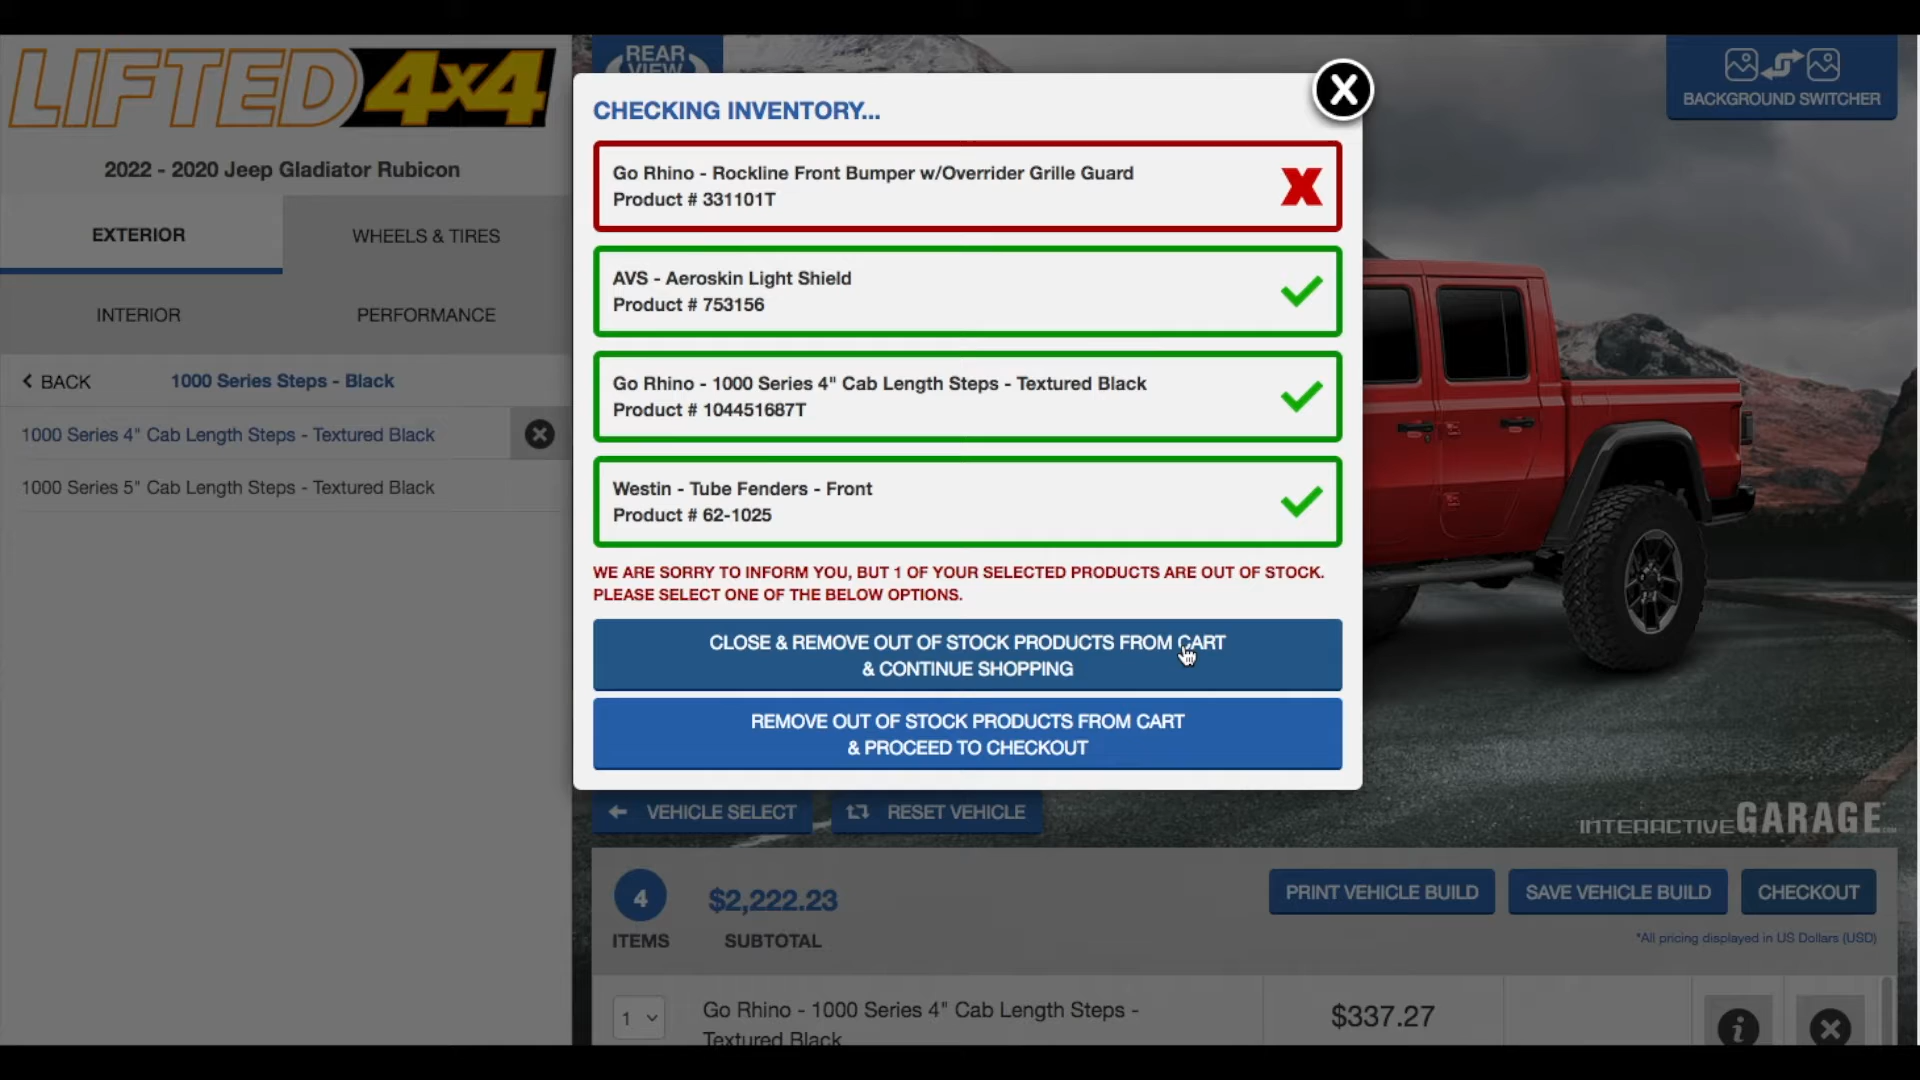 LIFTED4x4
2022 - 2020 Jeep Gladiator Rubicon
EXTERIOR
WHEELS & TIRES
INTERIOR
PERFORMANCE
BACK
1000 Series Steps - Black
1000 Series 4" Cab Length Steps - Textured Black
1000 Series 5" Cab Length Steps - Textured Black
REAR
VIEW
BACKGROUND SWITCHER
CHECKING INVENTORY...
Go Rhino - Rockline Front Bumper w/Overrider Grille Guard
Product # 331101T
AVS - Aeroskin Light Shield
Product # 753156
Go Rhino - 1000 Series 4" Cab Length Steps - Textured Black
Product # 104451687T
Westin - Tube Fenders - Front
Product # 62-1025
WE ARE SORRY TO INFORM YOU, BUT 1 OF YOUR SELECTED PRODUCTS ARE OUT OF STOCK.
PLEASE SELECT ONE OF THE BELOW OPTIONS.
CLOSE & REMOVE OUT OF STOCK PRODUCTS FROM CART
& CONTINUE SHOPPING
REMOVE OUT OF STOCK PRODUCTS FROM CART
& PROCEED TO CHECKOUT
VEHICLE SELECT
RESET VEHICLE
INTERACTIVEGARAGE
4
ITEMS
$2,222.23
SUBTOTAL
PRINT VEHICLE BUILD
SAVE VEHICLE BUILD
CHECKOUT
*All pricing displayed in US Dollars (USD)
1
Go Rhino - 1000 Series 4" Cab Length Steps -
Textured Black
$337.27